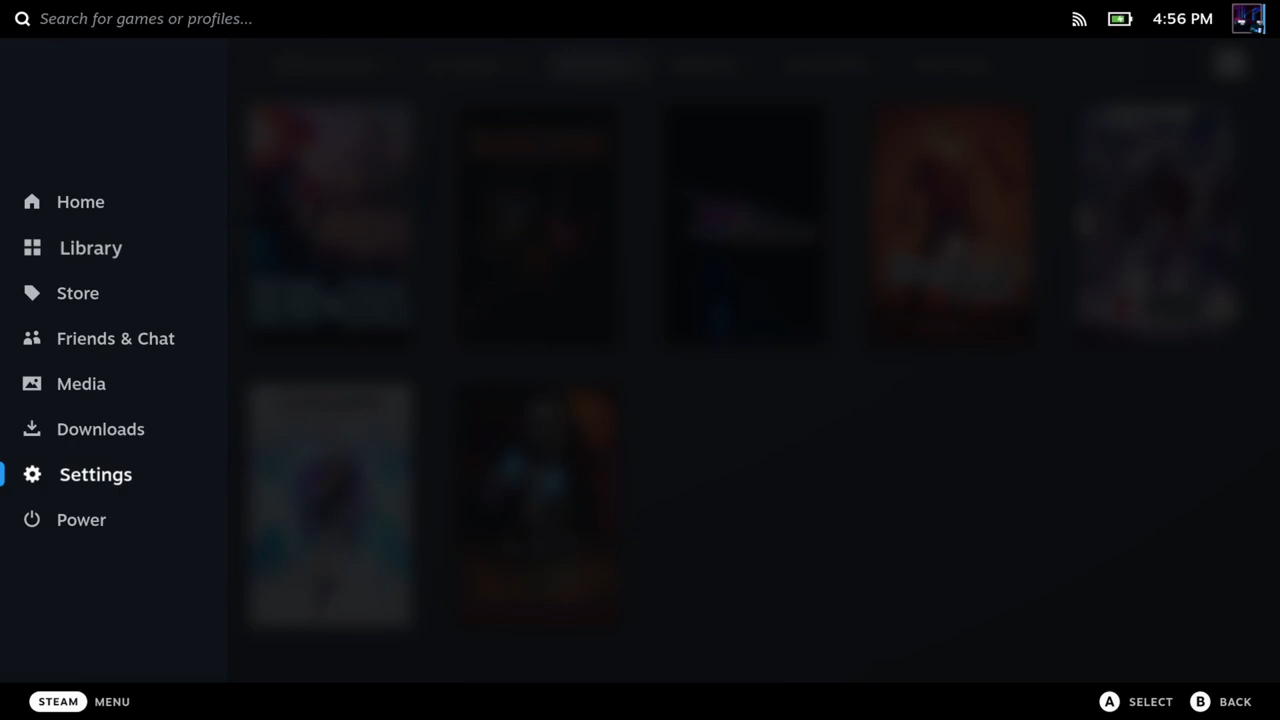 Search for games or profiles...
4:56 PM
Home
Library
Store
Friends & Chat
Media
Downloads
Settings
Power
STEAM MENU
A SELECT B BACK